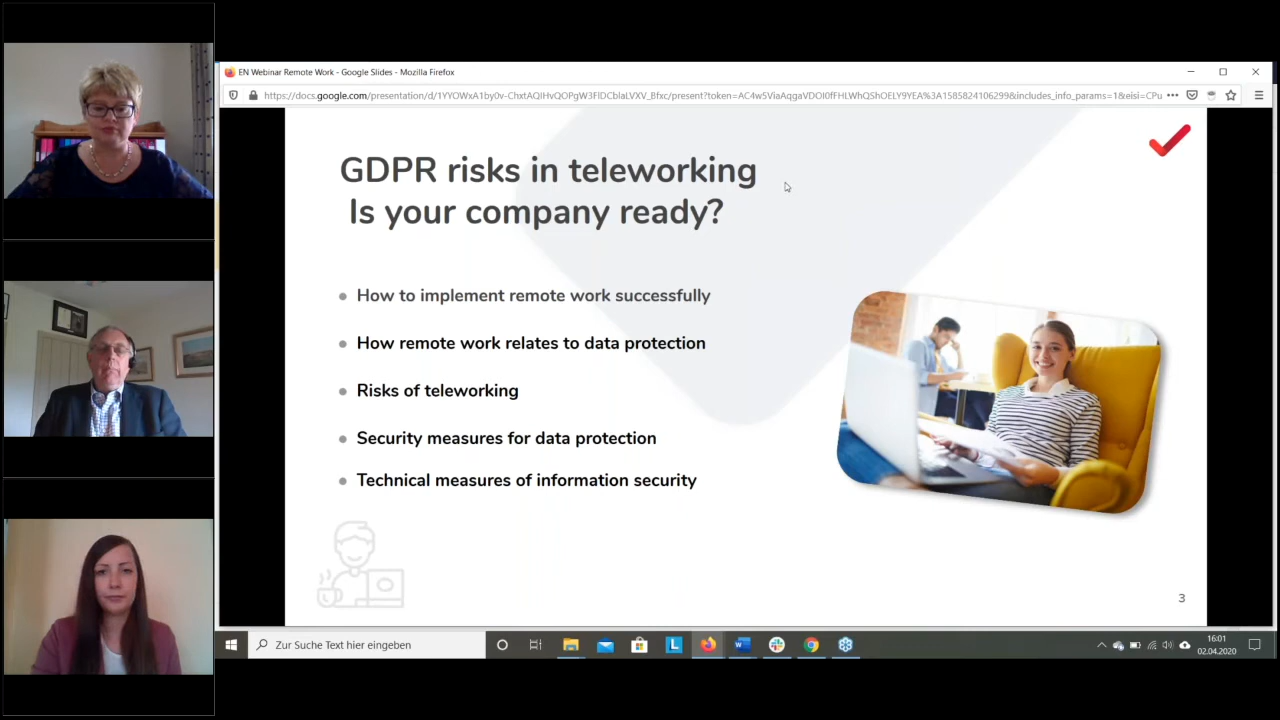 EN Webinar Remote Work - Google Slides - Mozilla Firefox
GDPR risks in teleworking
Is your company ready?
How to implement remote work successfully
How remote work relates to data protection
Risks of teleworking
Security measures for data protection
Technical measures of information security
3
Zur Suche Text hier eingeben
16:01
02.04.2020